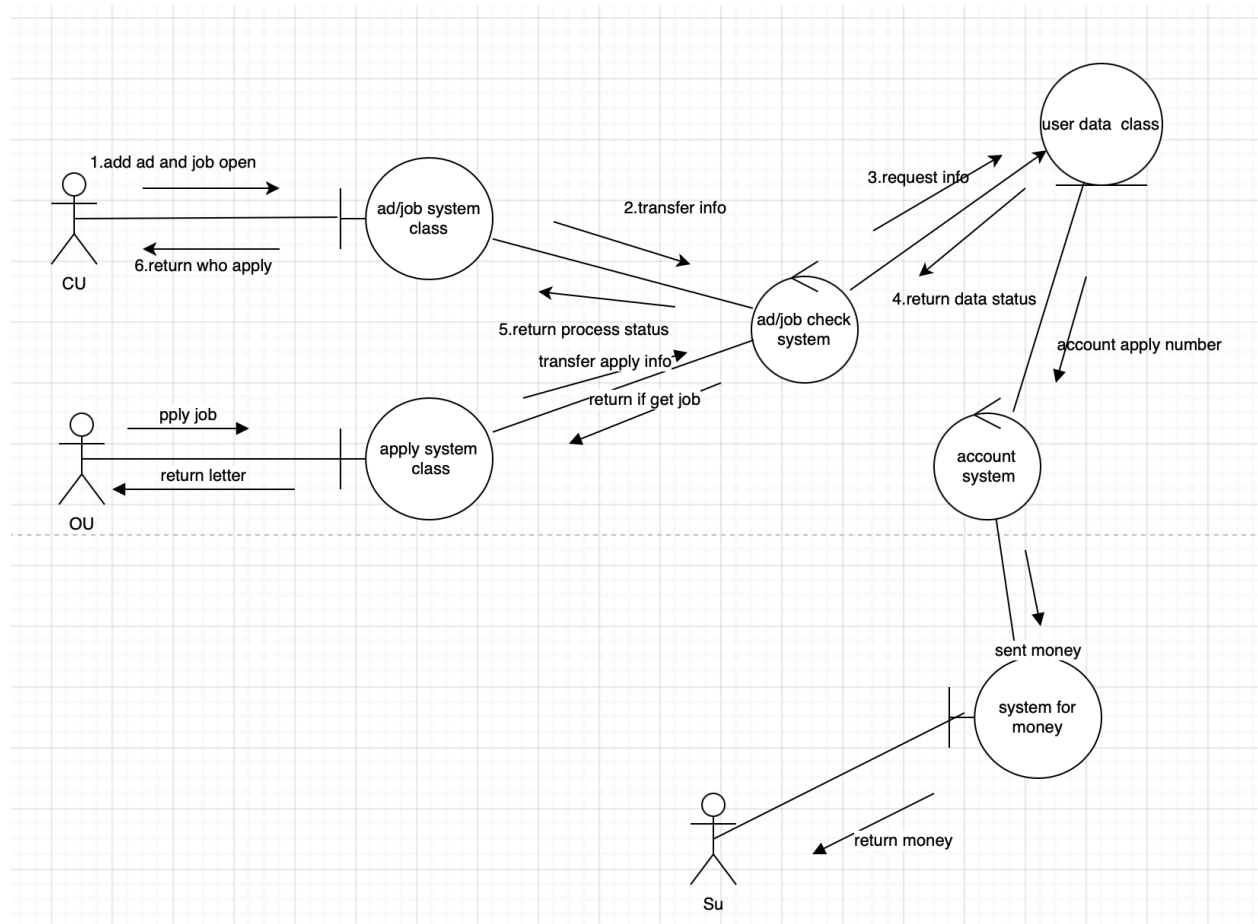 user data  class
1.add ad and job open
3.request info
2.transfer info
ad/job system
class
6.return who apply
CU
4.return data status
ad/job check
system
5.return process status
account apply number
transfer apply info
return if get job
pply job
apply system
class
account
system
return letter
OU
sent money
system for
money
return money
Su